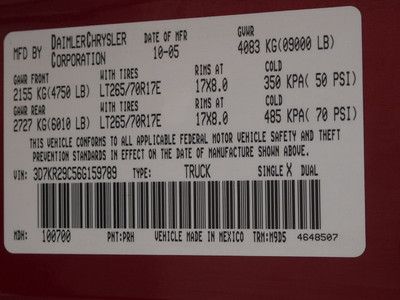 MFD BY DAIMLERCHRYSLER CORPORATION DATE OF MFR 10-05 GVWR 4083 KG(09000 LB)
GAWR FRONT WITH TIRES RIMS AT COLD
2155 KG(4750 LB) LT265/70R17E 17X8.0 350 KPA( 50 PSI)
GAWR REAR WITH TIRES RIMS AT COLD
2727 KG(6010 LB) LT265/70R17E 17X8.0 485 KPA( 70 PSI)
THIS VEHICLE CONFORMS TO ALL APPLICABLE FEDERAL MOTOR VEHICLE SAFETY AND THEFT
PREVENTION STANDARDS IN EFFECT ON THE DATE OF MANUFACTURE SHOWN ABOVE.
VIN: 3D7KR29C56G159789 TYPE: TRUCK SINGLE X DUAL
MDH: 100700 PNT:PRH VEHICLE MADE IN MEXICO TRM:M9D5 4648507